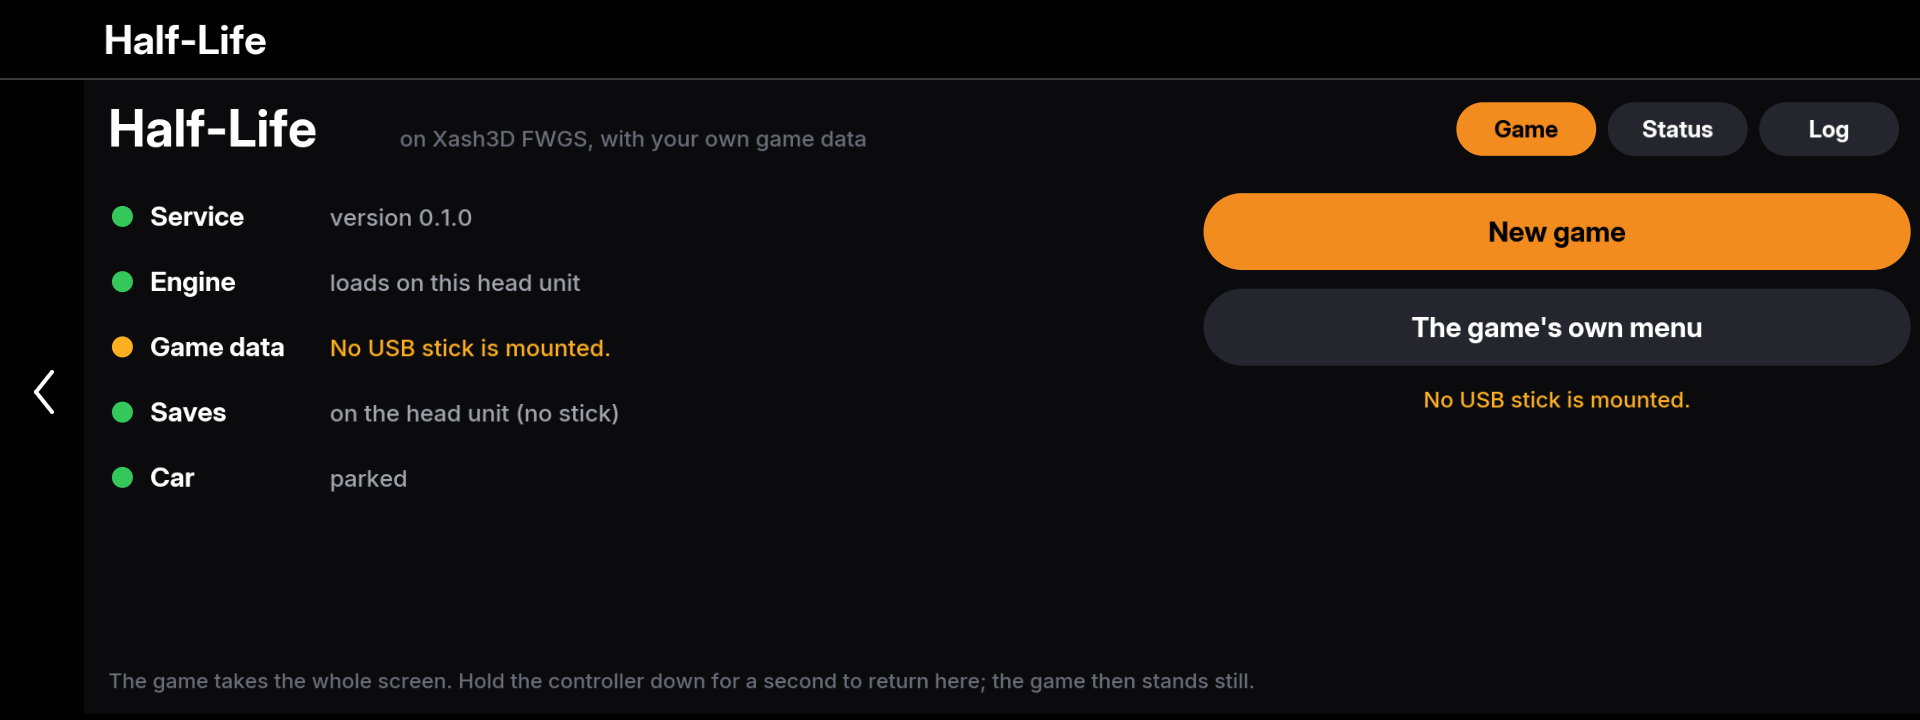 Half-Life
Half-Life
on Xash3D FWGS, with your own game data
Game
Status
Log
Service
version 0.1.0
Engine
loads on this head unit
Game data
No USB stick is mounted.
Saves
on the head unit (no stick)
Car
parked
New game
The game's own menu
No USB stick is mounted.
The game takes the whole screen. Hold the controller down for a second to return here; the game then stands still.